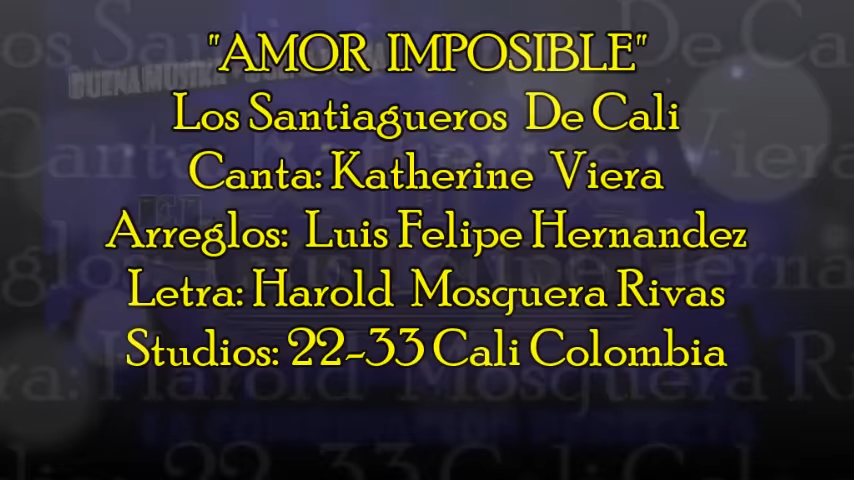 "AMOR IMPOSIBLE"
Los Santiagueros De Cali
Canta: Katherine Viera
Arreglos: Luis Felipe Hernandez
Letra: Harold Mosquera Rivas
Studios: 22-33 Cali Colombia